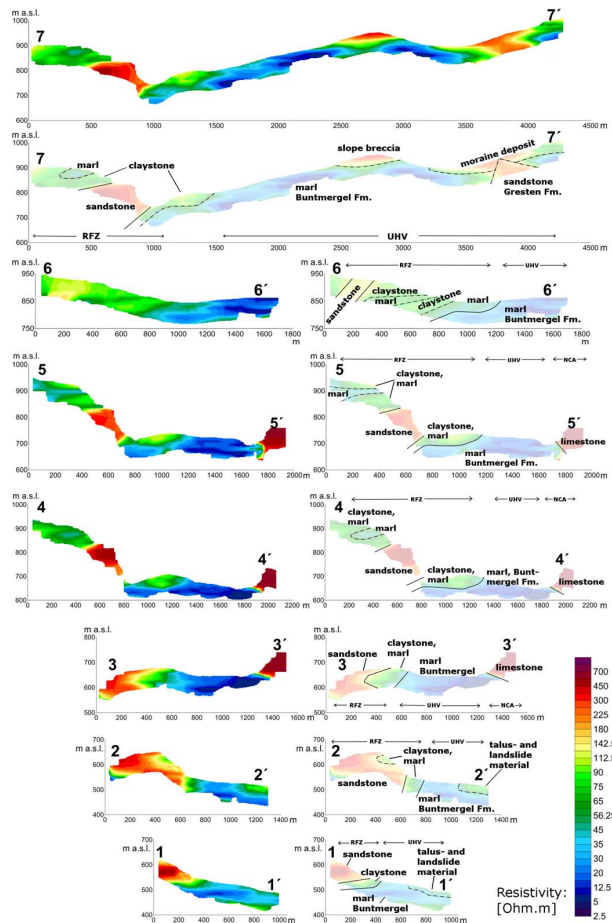 m a.s.l.
7
7´
1000
900
800
700
600
0
500
1000
1500
2000
2500
3000
3500
4000
4500 m
m a.s.l.
7
7´
1000
900
800
700
600
marl
claystone
sandstone
slope breccia
marl
Buntmergel Fm.
moraine deposit
sandstone
Gresten Fm.
RFZ
UHV
0
500
1000
1500
2000
2500
3000
3500
4000
4500 m
m a.s.l.
6
6´
950
850
750
0
200
400
600
800
1000
1200
1400
1600
1800
m
m a.s.l.
6
6´
950
850
750
RFZ
UHV
sandstone
claystone
marl
claystone
marl
marl
Buntmergel Fm.
0
200
400
600
800
1000
1200
1400
1600
1800
m
m a.s.l.
5
5´
1000
900
800
700
600
0
200
400
600
800
1000
1200
1400
1600
1800
2000 m
5
5´
1000
900
800
700
600
RFZ
UHV
NCA
claystone,
marl
marl
sandstone
claystone,
marl
marl
Buntmergel Fm.
limestone
0
200
400
600
800
1000
1200
1400
1600
1800
2000 m
m a.s.l.
4
4´
1000
900
800
700
600
0
200
400
600
800
1000
1200
1400
1600
1800
2000
2200 m
m a.s.l.
4
4´
1000
900
800
700
600
RFZ
UHV
NCA
claystone,
marl
marl
sandstone
claystone,
marl
marl, Bunt-
mergel Fm.
limestone
0
200
400
600
800
1000
1200
1400
1600
1800
2000
2200 m
m a.s.l.
3
3´
800
700
600
500
0
200
400
600
800
1000
1200
1400
1600
m
m a.s.l.
3
3´
800
700
600
500
sandstone
claystone,
marl
marl
Buntmergel
limestone
RFZ
UHV
NCA
0
200
400
600
800
1000
1200
1400
1600
m
m a.s.l.
2
2´
700
600
500
400
0
200
400
600
800
1000
1200
1400
m
m a.s.l.
2
2´
700
600
500
400
RFZ
UHV
claystone,
marl
sandstone
marl
Buntmergel Fm.
talus- and
landslide
material
0
200
400
600
800
1000
1200
1400
m
m a.s.l.
1
1´
700
600
500
400
0
200
400
600
800
1000 m
m a.s.l.
1
1´
700
600
500
400
RFZ
UHV
sandstone
claystone
marl
Buntmergel
talus- and
landslide
material
0
200
400
600
800
1000 m
700
450
300
225
180
142.5
112.5
90
75
65
56.25
47.5
40
35
30
25
20
12.5
5
2.5
Resistivity:
[Ohm.m]